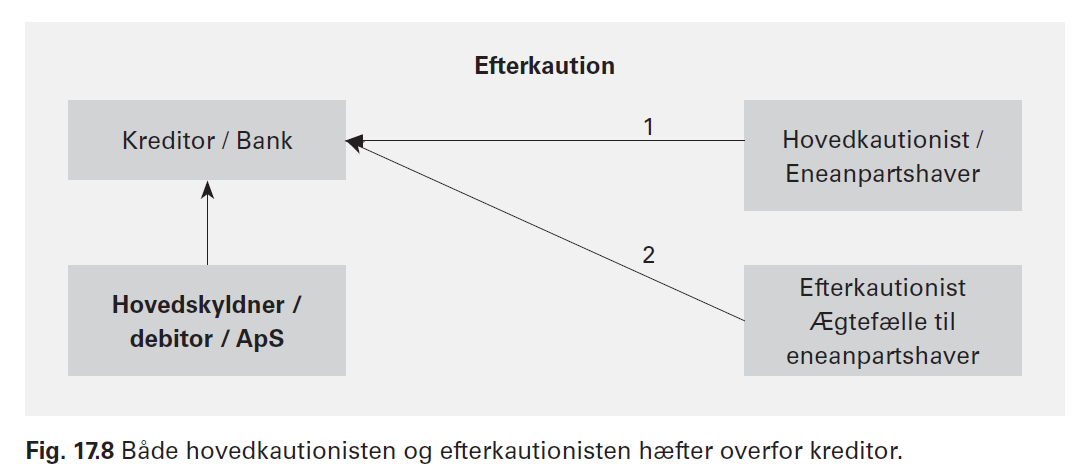 Efterkaution
Kreditor / Bank
1
Hovedkautionist /
Eneanpartshaver
2
Hovedskyldner /
debitor / ApS
Efterkautionist
Ægtefælle til
eneanpartshaver
Fig. 17.8 Både hovedkautionisten og efterkautionisten hæfter overfor kreditor.